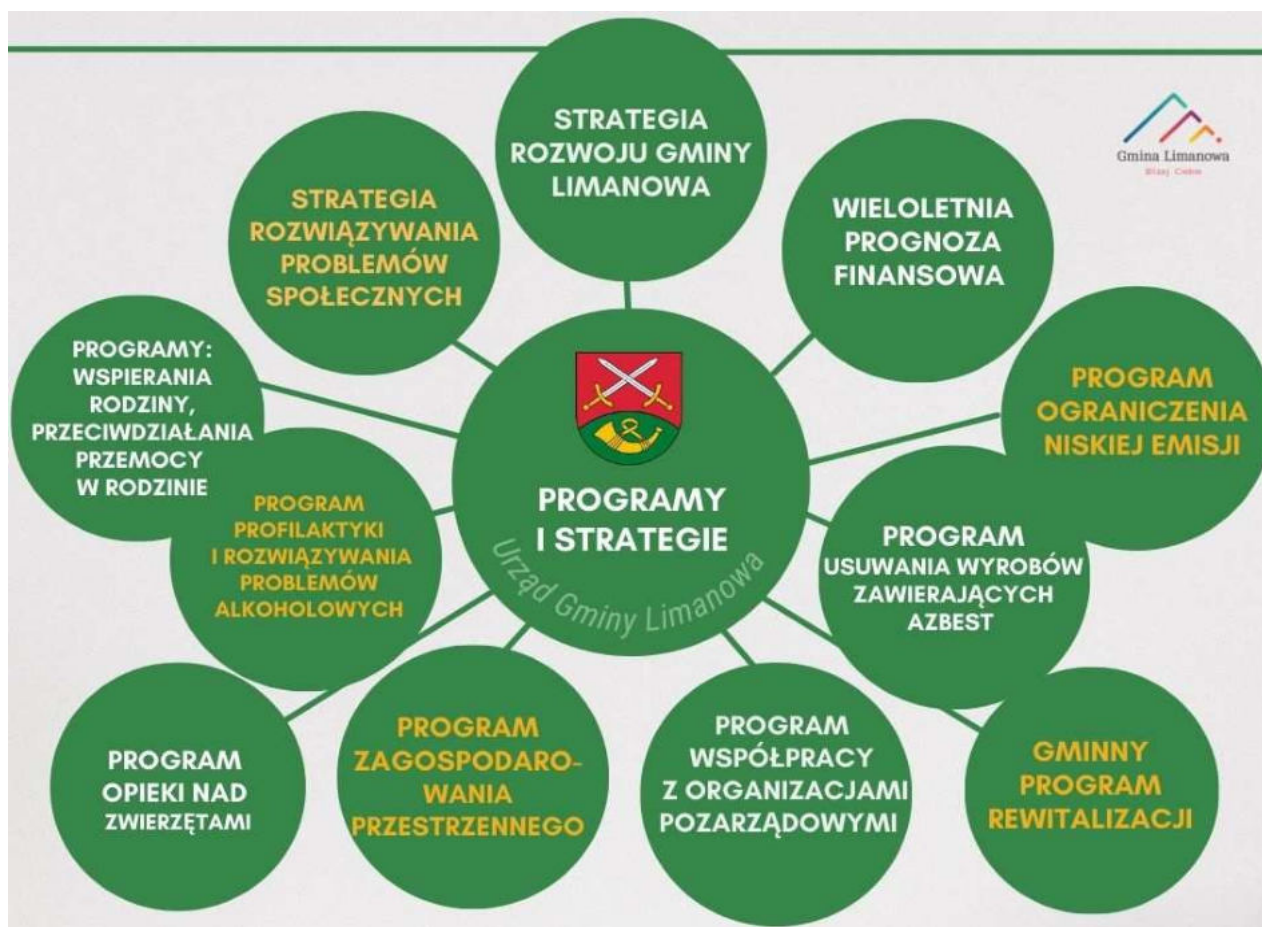 STRATEGIA
ROZWOJU GMINY
LIMANOWA
Gmina Limanowa
Bliżej Ciebie
STRATEGIA
ROZWIĄZYWANIA
PROBLEMÓW
SPOŁECZNYCH
WIELOLETNIA
PROGNOZA
FINANSOWA
PROGRAMY:
WSPIERANIA
RODZINY,
PRZECIWDZIAŁANIA
PRZEMOCY
W RODZINIE
PROGRAM
OGRANICZENIA
NISKIEJ EMISJI
PROGRAMY
I STRATEGIE
Urząd Gminy Limanowa
PROGRAM
PROFILAKTYKI
I ROZWIĄZYWANIA
PROBLEMÓW
ALKOHOLOWYCH
PROGRAM
USUWANIA WYROBÓW
ZAWIERAJĄCYCH
AZBEST
PROGRAM
OPIEKI NAD
ZWIERZĘTAMI
PROGRAM
ZAGOSPODARO-
WANIA
PRZESTRZENNEGO
PROGRAM
WSPÓŁPRACY
Z ORGANIZACJAMI
POZARZĄDOWYMI
GMINNY
PROGRAM
REWITALIZACJI